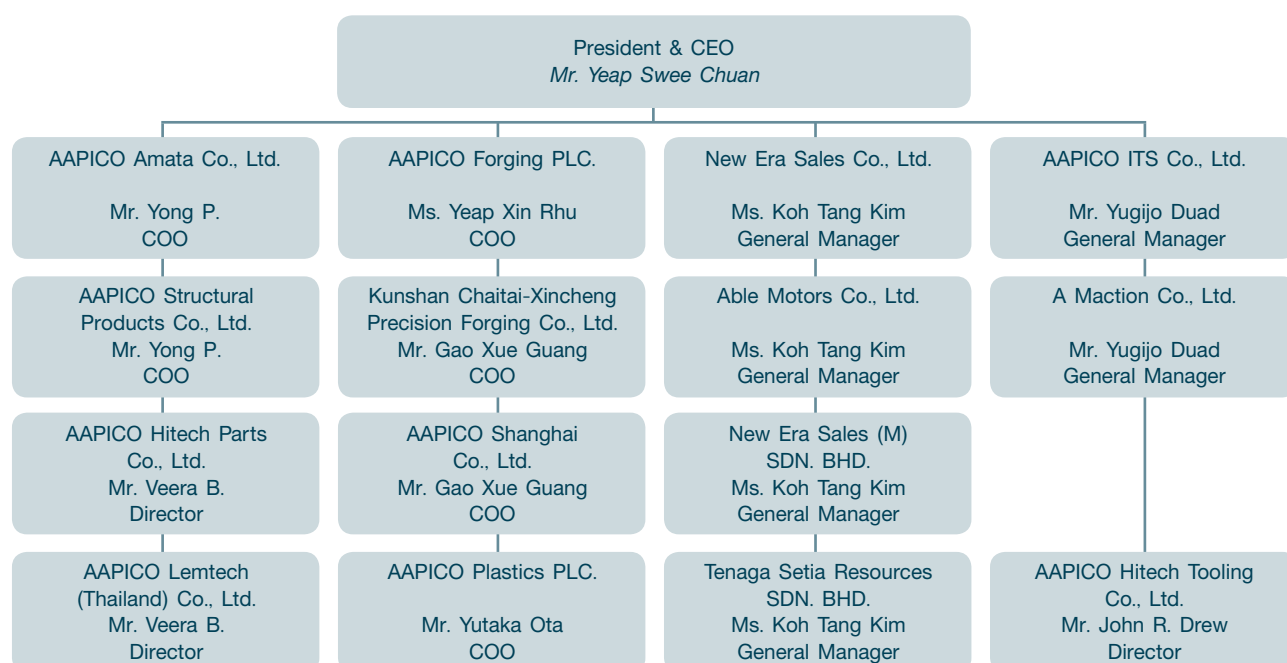 President & CEO
Mr. Yeap Swee Chuan
AAPICO Amata Co., Ltd.
Mr. Yong P.
COO
AAPICO Forging PLC.
Ms. Yeap Xin Rhu
COO
New Era Sales Co., Ltd.
Ms. Koh Tang Kim
General Manager
AAPICO ITS Co., Ltd.
Mr. Yugijo Duad
General Manager
AAPICO Structural
Products Co., Ltd.
Mr. Yong P.
COO
Kunshan Chaitai-Xincheng
Precision Forging Co., Ltd.
Mr. Gao Xue Guang
COO
Able Motors Co., Ltd.
Ms. Koh Tang Kim
General Manager
A Maction Co., Ltd.
Mr. Yugijo Duad
General Manager
AAPICO Hitech Parts
Co., Ltd.
Mr. Veera B.
Director
AAPICO Shanghai
Co., Ltd.
Mr. Gao Xue Guang
COO
New Era Sales (M)
SDN. BHD.
Ms. Koh Tang Kim
General Manager
AAPICO Lemtech
(Thailand) Co., Ltd.
Mr. Veera B.
Director
AAPICO Plastics PLC.
Mr. Yutaka Ota
COO
Tenaga Setia Resources
SDN. BHD.
Ms. Koh Tang Kim
General Manager
AAPICO Hitech Tooling
Co., Ltd.
Mr. John R. Drew
Director